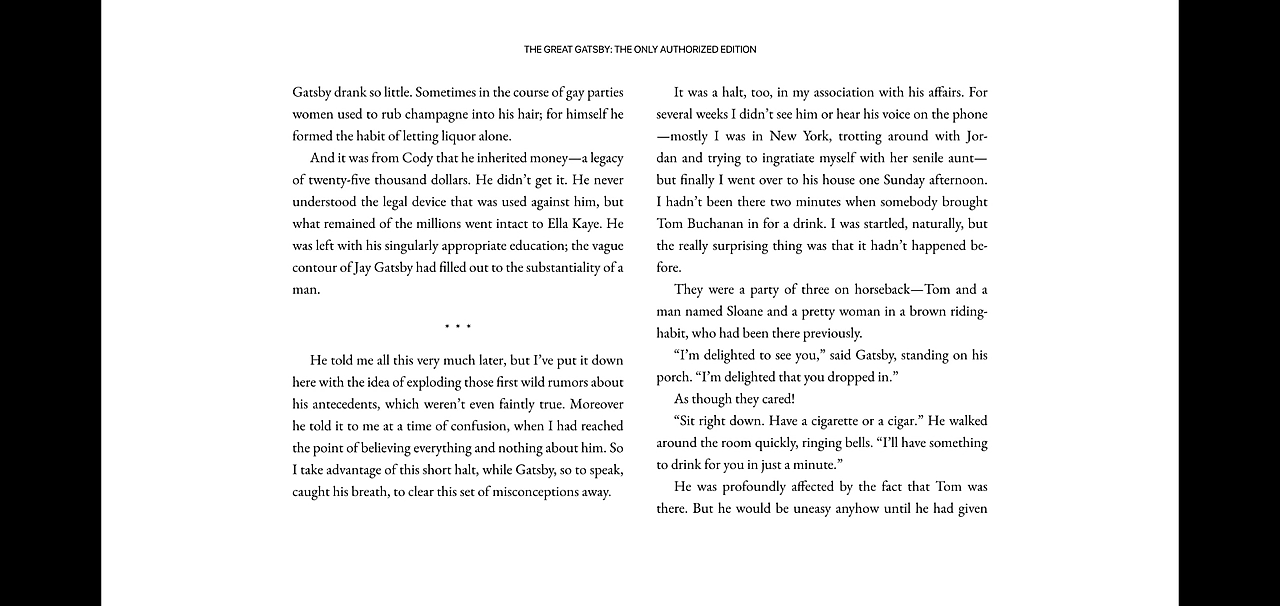 THE GREAT GATSBY: THE ONLY AUTHORIZED EDITION
Gatsby drank so little. Sometimes in the course of gay parties
women used to rub champagne into his hair; for himself he
formed the habit of letting liquor alone.
And it was from Cody that he inherited money—a legacy
of twenty-five thousand dollars. He didn’t get it. He never
understood the legal device that was used against him, but
what remained of the millions went intact to Ella Kaye. He
was left with his singularly appropriate education; the vague
contour of Jay Gatsby had filled out to the substantiality of a
man.
* * *
He told me all this very much later, but I’ve put it down
here with the idea of exploding those first wild rumors about
his antecedents, which weren’t even faintly true. Moreover
he told it to me at a time of confusion, when I had reached
the point of believing everything and nothing about him. So
I take advantage of this short halt, while Gatsby, so to speak,
caught his breath, to clear this set of misconceptions away.
It was a halt, too, in my association with his affairs. For
several weeks I didn’t see him or hear his voice on the phone
—mostly I was in New York, trotting around with Jor-
dan and trying to ingratiate myself with her senile aunt—
but finally I went over to his house one Sunday afternoon.
I hadn’t been there two minutes when somebody brought
Tom Buchanan in for a drink. I was startled, naturally, but
the really surprising thing was that it hadn’t happened be-
fore.
They were a party of three on horseback—Tom and a
man named Sloane and a pretty woman in a brown riding-
habit, who had been there previously.
“I’m delighted to see you,” said Gatsby, standing on his
porch. “I’m delighted that you dropped in.”
As though they cared!
“Sit right down. Have a cigarette or a cigar.” He walked
around the room quickly, ringing bells. “I’ll have something
to drink for you in just a minute.”
He was profoundly affected by the fact that Tom was
there. But he would be uneasy anyhow until he had given